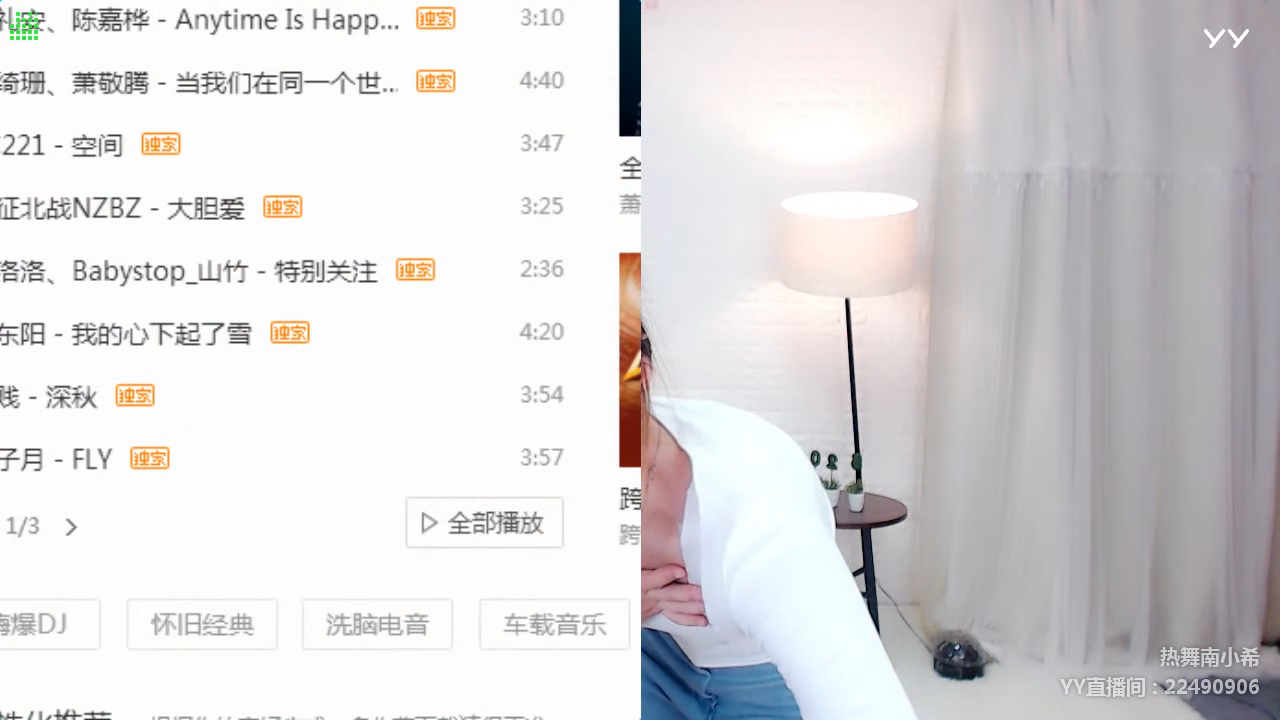 礼安、陈嘉桦 - Anytime Is Happ... 独家 3:10
绮珊、萧敬腾 - 当我们在同一个世... 独家 4:40
221 - 空间 独家 3:47
征北战NZBZ - 大胆爱 独家 3:25
洛洛、Babystop_山竹 - 特别关注 独家 2:36
东阳 - 我的心下起了雪 独家 4:20
贱 - 深秋 独家 3:54
子月 - FLY 独家 3:57
1/3 > 全部播放
嗨爆DJ 怀旧经典 洗脑电音 车载音乐
全
萧
跨
跨
YY
热舞南小希
YY直播间：22490906